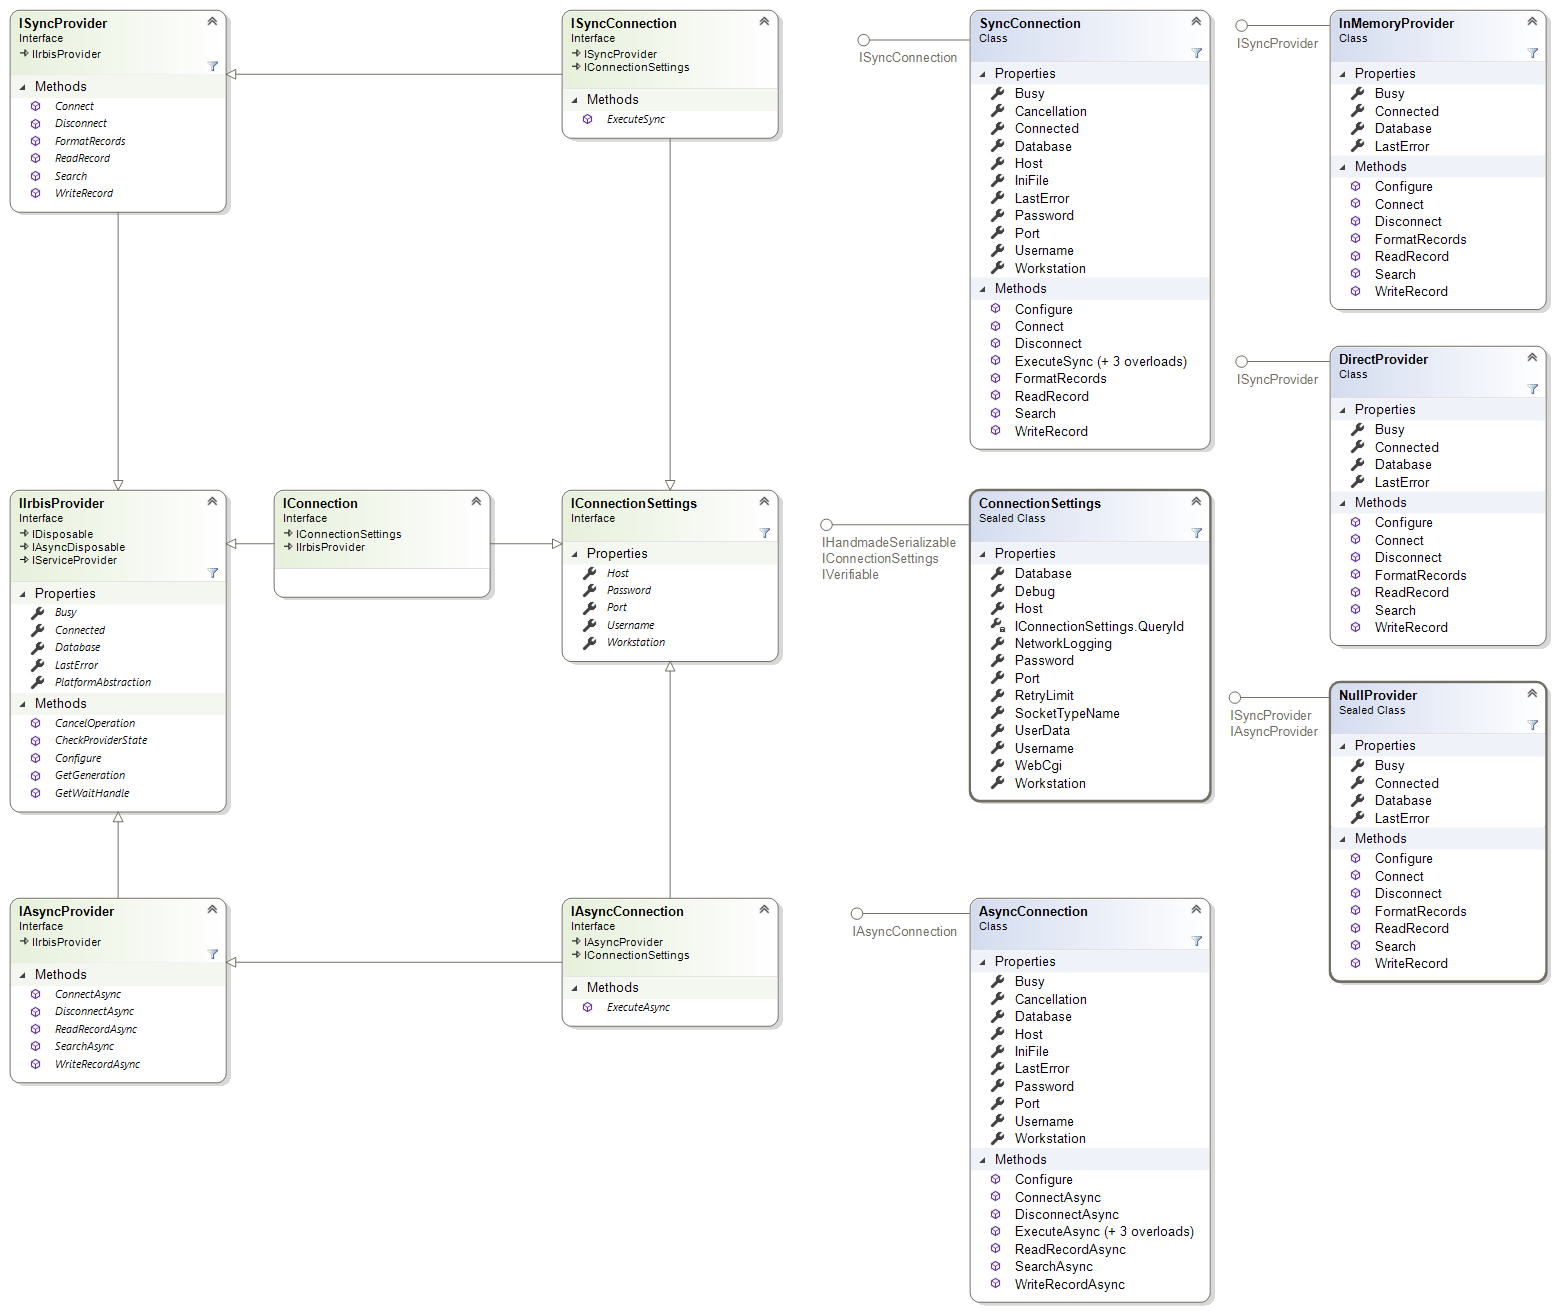 ISyncProvider
Interface
IIrbisProvider
Methods
Connect
Disconnect
FormatRecords
ReadRecord
Search
WriteRecord
ISyncConnection
Interface
ISyncProvider
IConnectionSettings
Methods
ExecuteSync
ISyncConnection
SyncConnection
Class
Properties
Busy
Cancellation
Connected
Database
Host
IniFile
LastError
Password
Port
Username
Workstation
Methods
Configure
Connect
Disconnect
ExecuteSync (+ 3 overloads)
FormatRecords
ReadRecord
Search
WriteRecord
ISyncProvider
InMemoryProvider
Class
Properties
Busy
Connected
Database
LastError
Methods
Configure
Connect
Disconnect
FormatRecords
ReadRecord
Search
WriteRecord
ISyncProvider
DirectProvider
Class
Properties
Busy
Connected
Database
LastError
Methods
Configure
Connect
Disconnect
FormatRecords
ReadRecord
Search
WriteRecord
IIrbisProvider
Interface
IDisposable
IAsyncDisposable
IServiceProvider
Properties
Busy
Connected
Database
LastError
PlatformAbstraction
Methods
CancelOperation
CheckProviderState
Configure
GetGeneration
GetWaitHandle
IConnection
Interface
IConnectionSettings
IIrbisProvider
IConnectionSettings
Interface
Properties
Host
Password
Port
Username
Workstation
IHandmadeSerializable
IConnectionSettings
IVerifiable
ConnectionSettings
Sealed Class
Properties
Database
Debug
Host
IConnectionSettings.QueryId
NetworkLogging
Password
Port
RetryLimit
SocketTypeName
UserData
Username
WebCgi
Workstation
ISyncProvider
IAsyncProvider
NullProvider
Sealed Class
Properties
Busy
Connected
Database
LastError
Methods
Configure
Connect
Disconnect
FormatRecords
ReadRecord
Search
WriteRecord
IAsyncProvider
Interface
IIrbisProvider
Methods
ConnectAsync
DisconnectAsync
ReadRecordAsync
SearchAsync
WriteRecordAsync
IAsyncConnection
Interface
IAsyncProvider
IConnectionSettings
Methods
ExecuteAsync
IAsyncConnection
AsyncConnection
Class
Properties
Busy
Cancellation
Database
Host
IniFile
LastError
Password
Port
Username
Workstation
Methods
Configure
ConnectAsync
DisconnectAsync
ExecuteAsync (+ 3 overloads)
ReadRecordAsync
SearchAsync
WriteRecordAsync